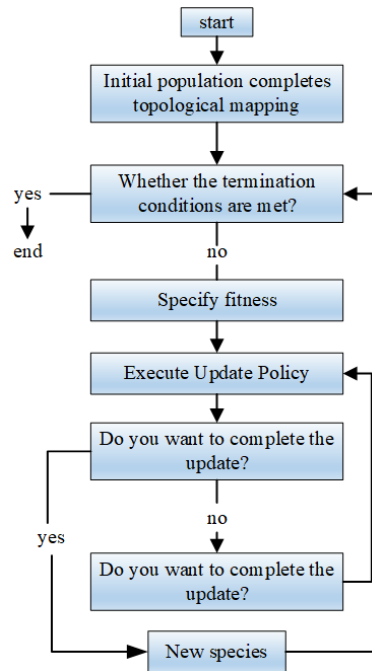 start
Initial population completes
topological mapping
Whether the termination
conditions are met?
yes
end
no
Specify fitness
Execute Update Policy
Do you want to complete the
update?
no
yes
Do you want to complete the
update?
New species